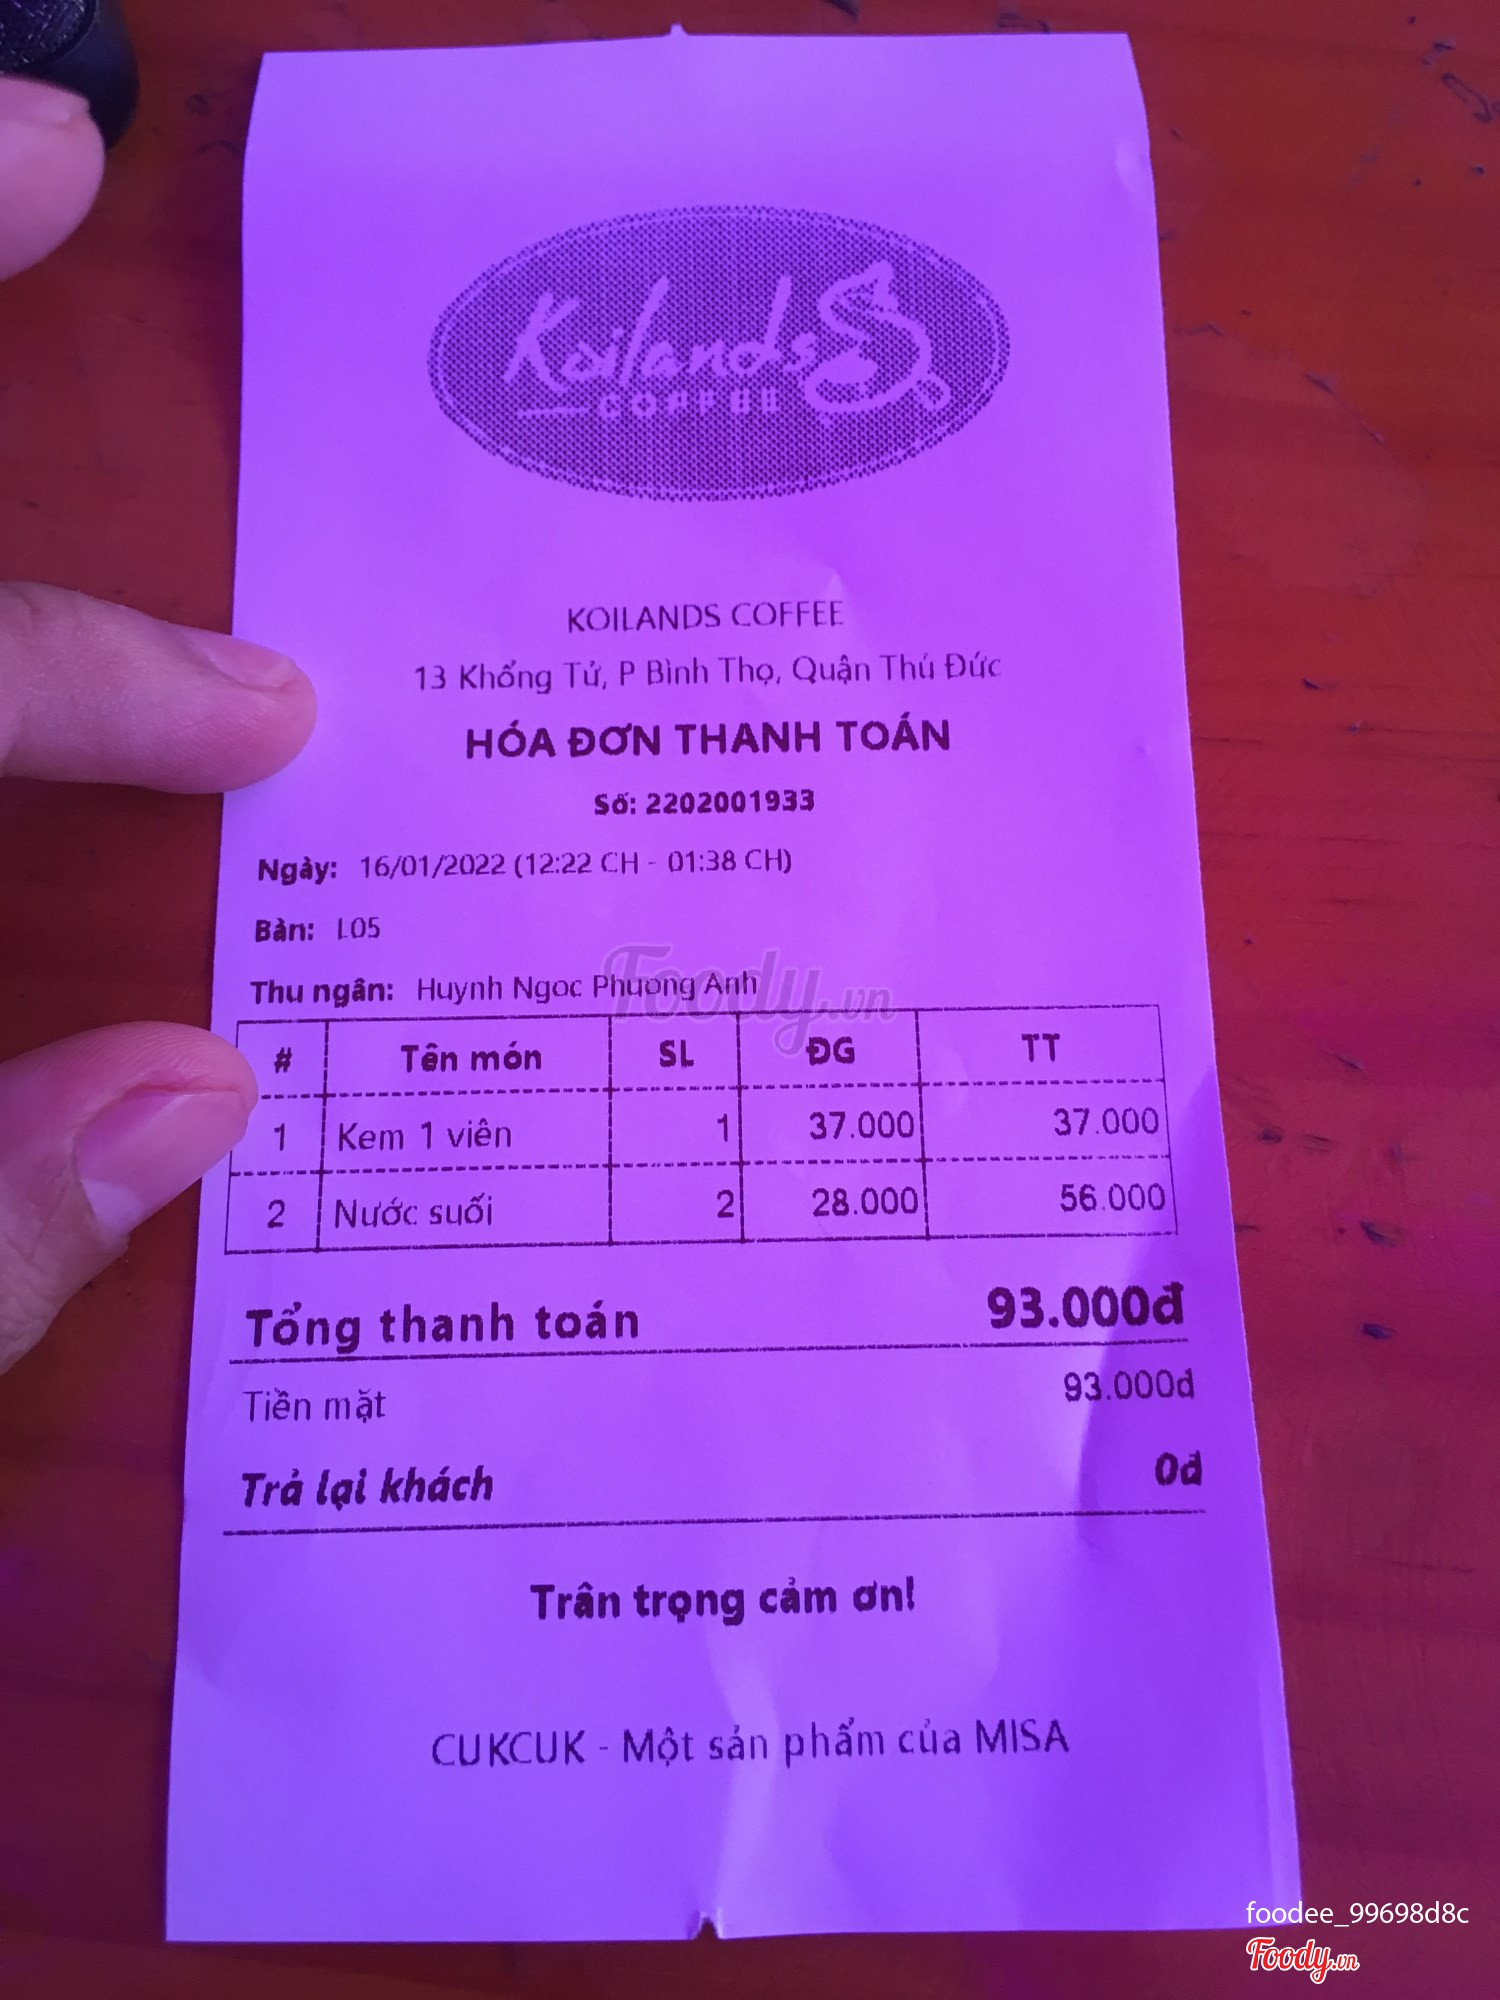 Koilands
COFFEE
KOILANDS COFFEE
13 Khổng Tử, P Bình Thọ, Quận Thủ Đức
HÓA ĐƠN THANH TOÁN
Số: 2202001933
Ngày: 16/01/2022 (12:22 CH - 01:38 CH)
Bàn: L05
Thu ngân: Huynh Ngoc Phuong Anh
Foody.vn
# Tên món SL ĐG TT
1 Kem 1 viên 1 37.000 37.000
2 Nước suối 2 28.000 56.000
Tổng thanh toán 93.000đ
Tiền mặt 93.000đ
Trả lại khách 0đ
Trân trọng cảm ơn!
CUKCUK - Một sản phẩm của MISA
foodee_99698d8c
Foody.vn